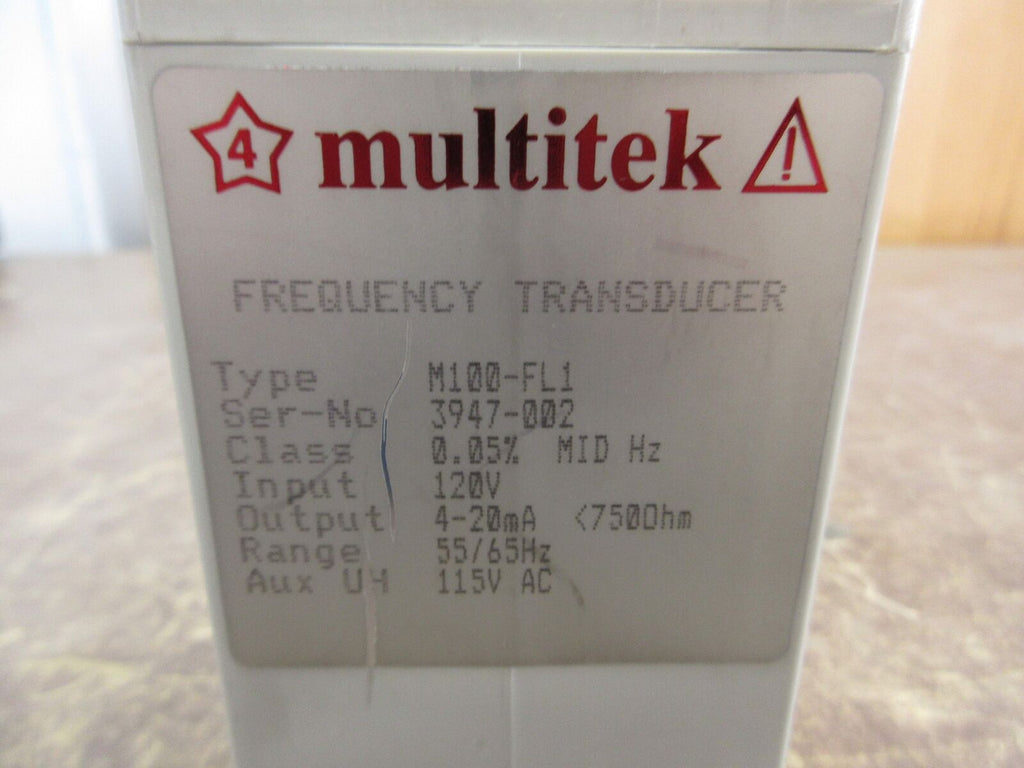 4 multitek !
FREQUENCY TRANSDUCER
Type M100-FL1
Ser-No 3947-002
Class 0.05% MID Hz
Input 120V
Output 4-20mA <750Ohm
Range 55/65Hz
Aux U4 115V AC